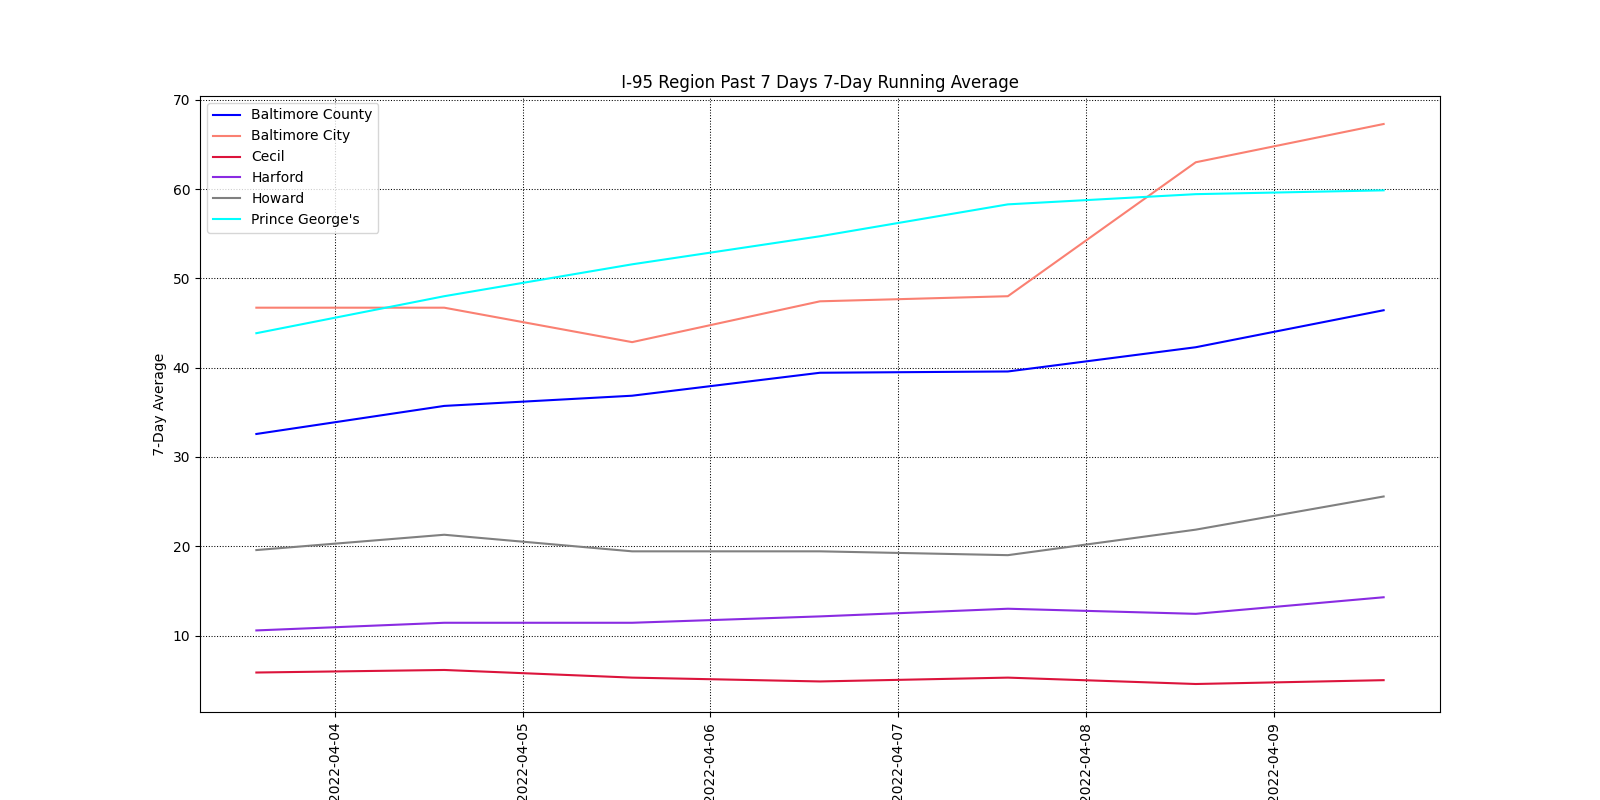 I-95 Region Past 7 Days 7-Day Running Average
Baltimore County
Baltimore City
Cecil
Harford
Howard
Prince George's
7-Day Average
70
60
50
40
30
20
10
2022-04-04
2022-04-05
2022-04-06
2022-04-07
2022-04-08
2022-04-09